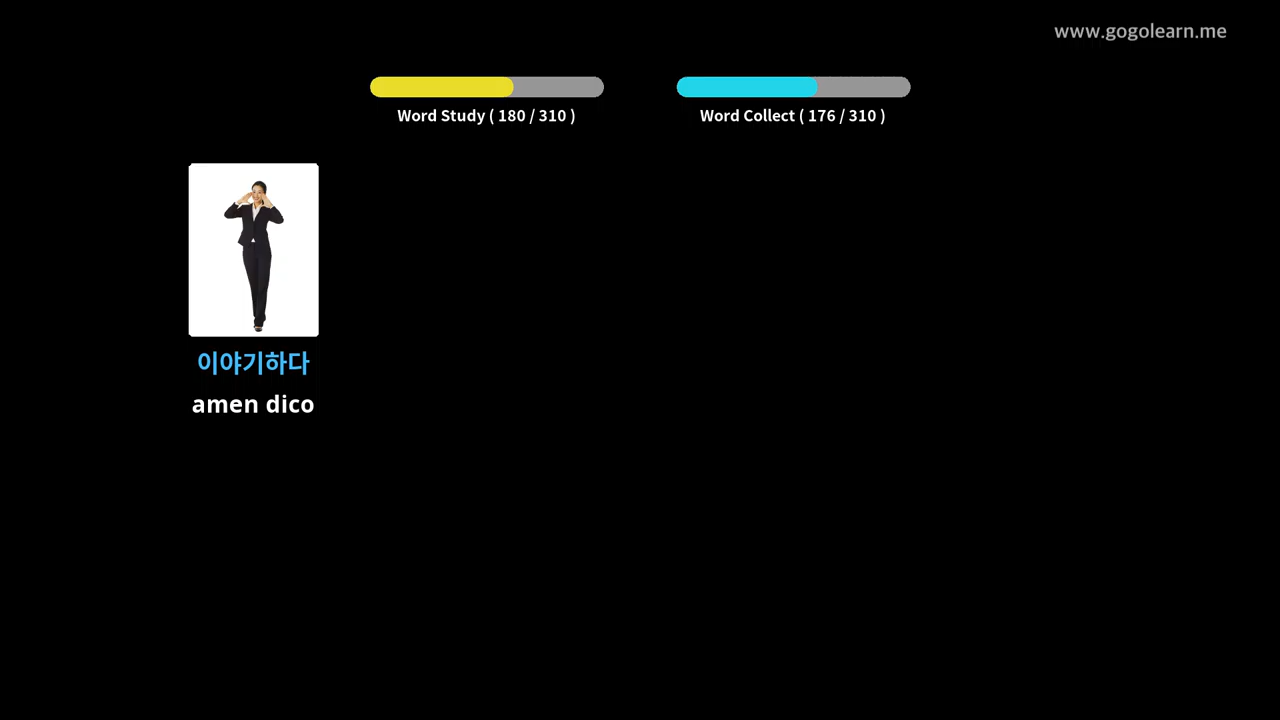 www.gogolearn.me
Word Study ( 180 / 310 )
Word Collect ( 176 / 310 )
이야기하다
amen dico